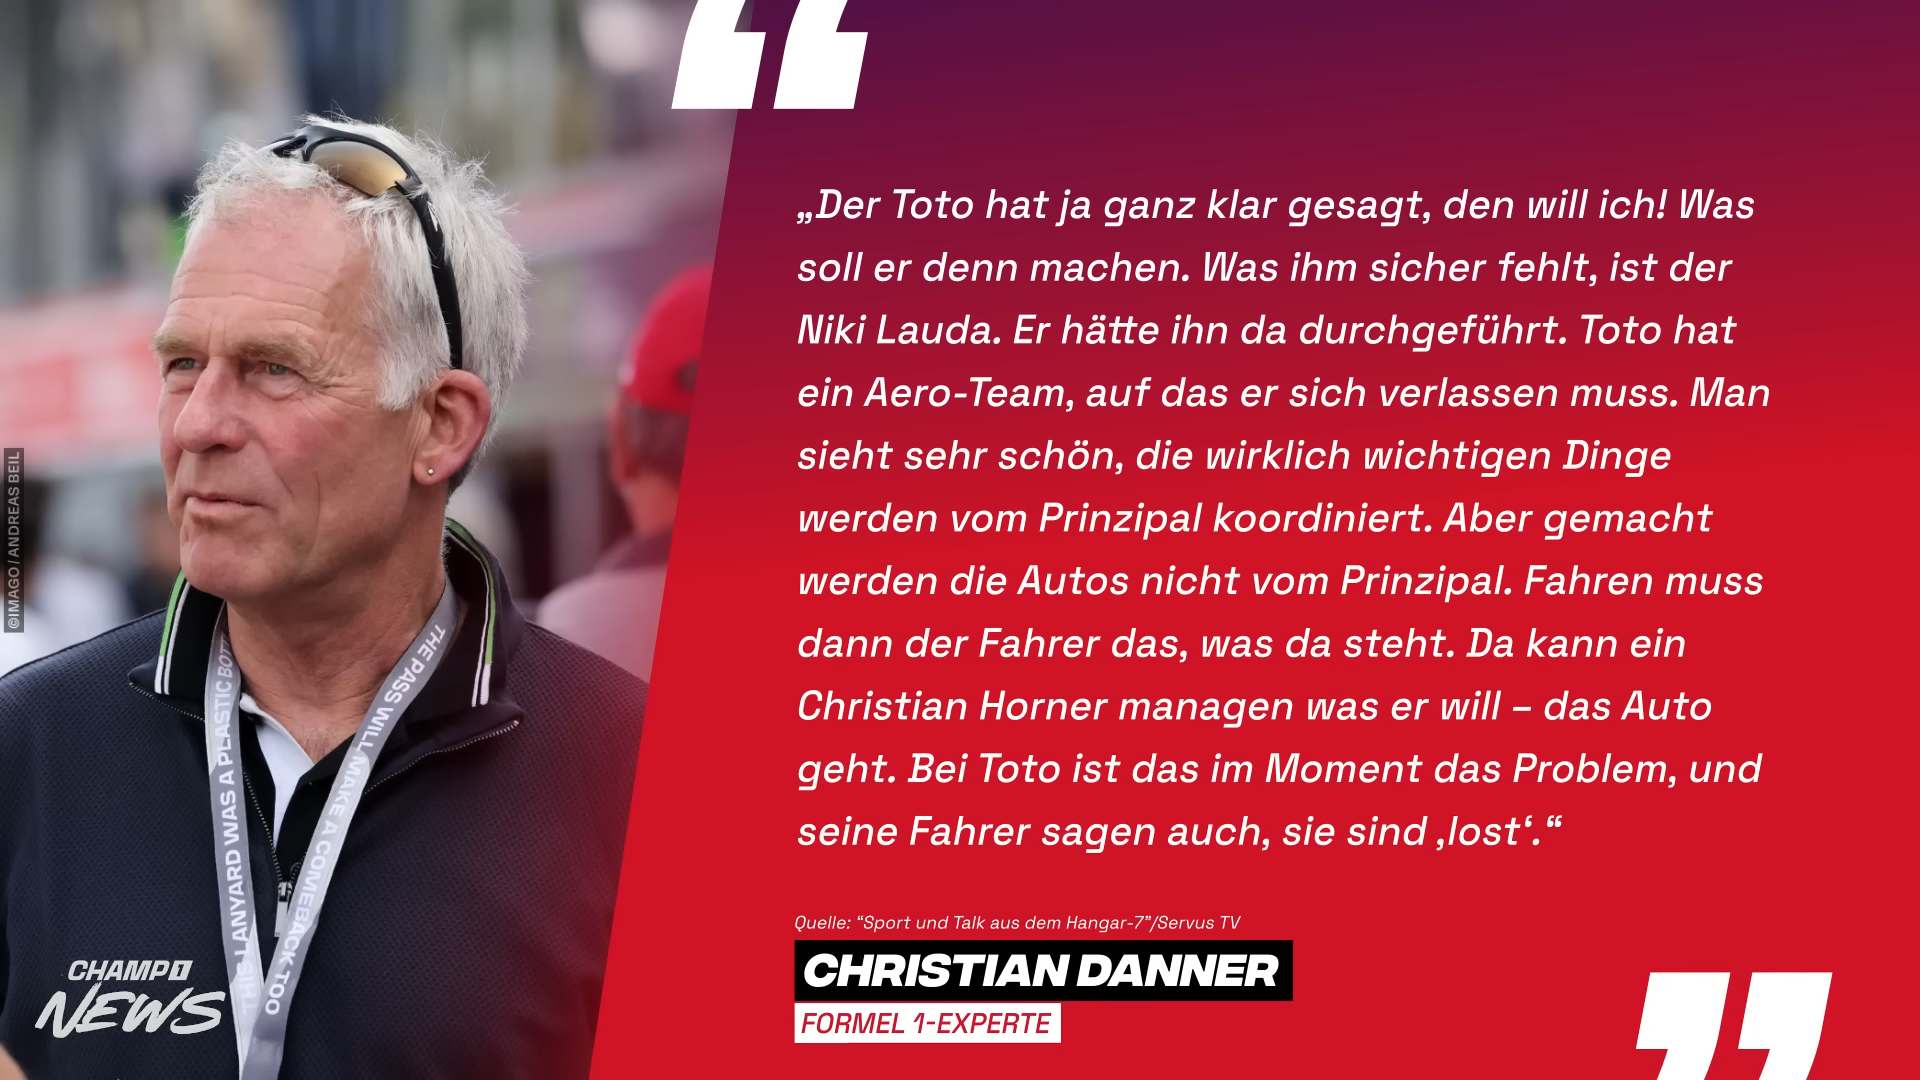 „Der Toto hat ja ganz klar gesagt, den will ich! Was
soll er denn machen. Was ihm sicher fehlt, ist der
Niki Lauda. Er hätte ihn da durchgeführt. Toto hat
ein Aero-Team, auf das er sich verlassen muss. Man
sieht sehr schön, die wirklich wichtigen Dinge
werden vom Prinzipal koordiniert. Aber gemacht
werden die Autos nicht vom Prinzipal. Fahren muss
dann der Fahrer das, was da steht. Da kann ein
Christian Horner managen was er will – das Auto
geht. Bei Toto ist das im Moment das Problem, und
seine Fahrer sagen auch, sie sind ‚lost‘.“
Quelle: “Sport und Talk aus dem Hangar-7”/Servus TV
CHRISTIAN DANNER
FORMEL 1-EXPERTE
©IMAGO / ANDREAS BEIL
THIS LANYARD WAS A PLASTIC BOT
THE PASS WILL MAKE A COMEBACK TOO
CHAMP1
NEWS